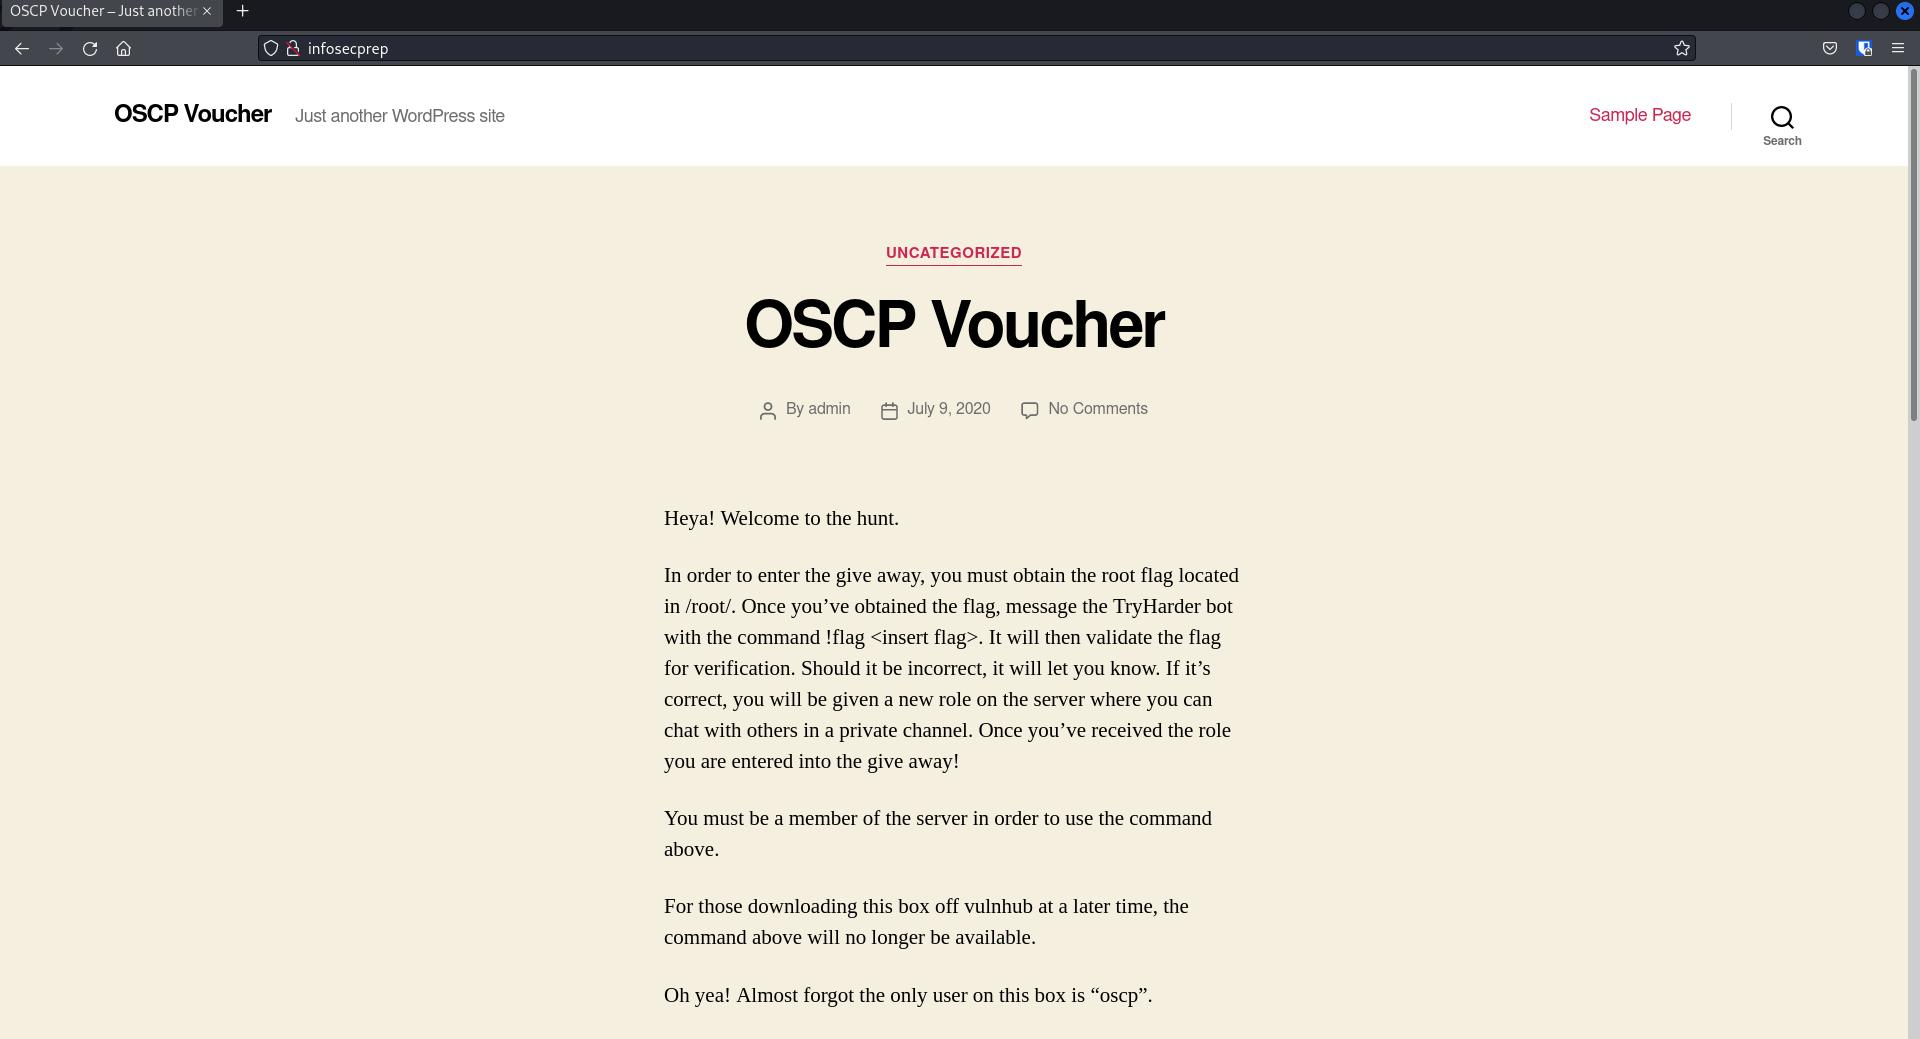 OSCP Voucher – Just another
infosecprep
OSCP Voucher Just another WordPress site
Sample Page
Search
UNCATEGORIZED
OSCP Voucher
By admin July 9, 2020 No Comments
Heya! Welcome to the hunt.
In order to enter the give away, you must obtain the root flag located
in /root/. Once you’ve obtained the flag, message the TryHarder bot
with the command !flag <insert flag>. It will then validate the flag
for verification. Should it be incorrect, it will let you know. If it’s
correct, you will be given a new role on the server where you can
chat with others in a private channel. Once you’ve received the role
you are entered into the give away!
You must be a member of the server in order to use the command
above.
For those downloading this box off vulnhub at a later time, the
command above will no longer be available.
Oh yea! Almost forgot the only user on this box is “oscp”.